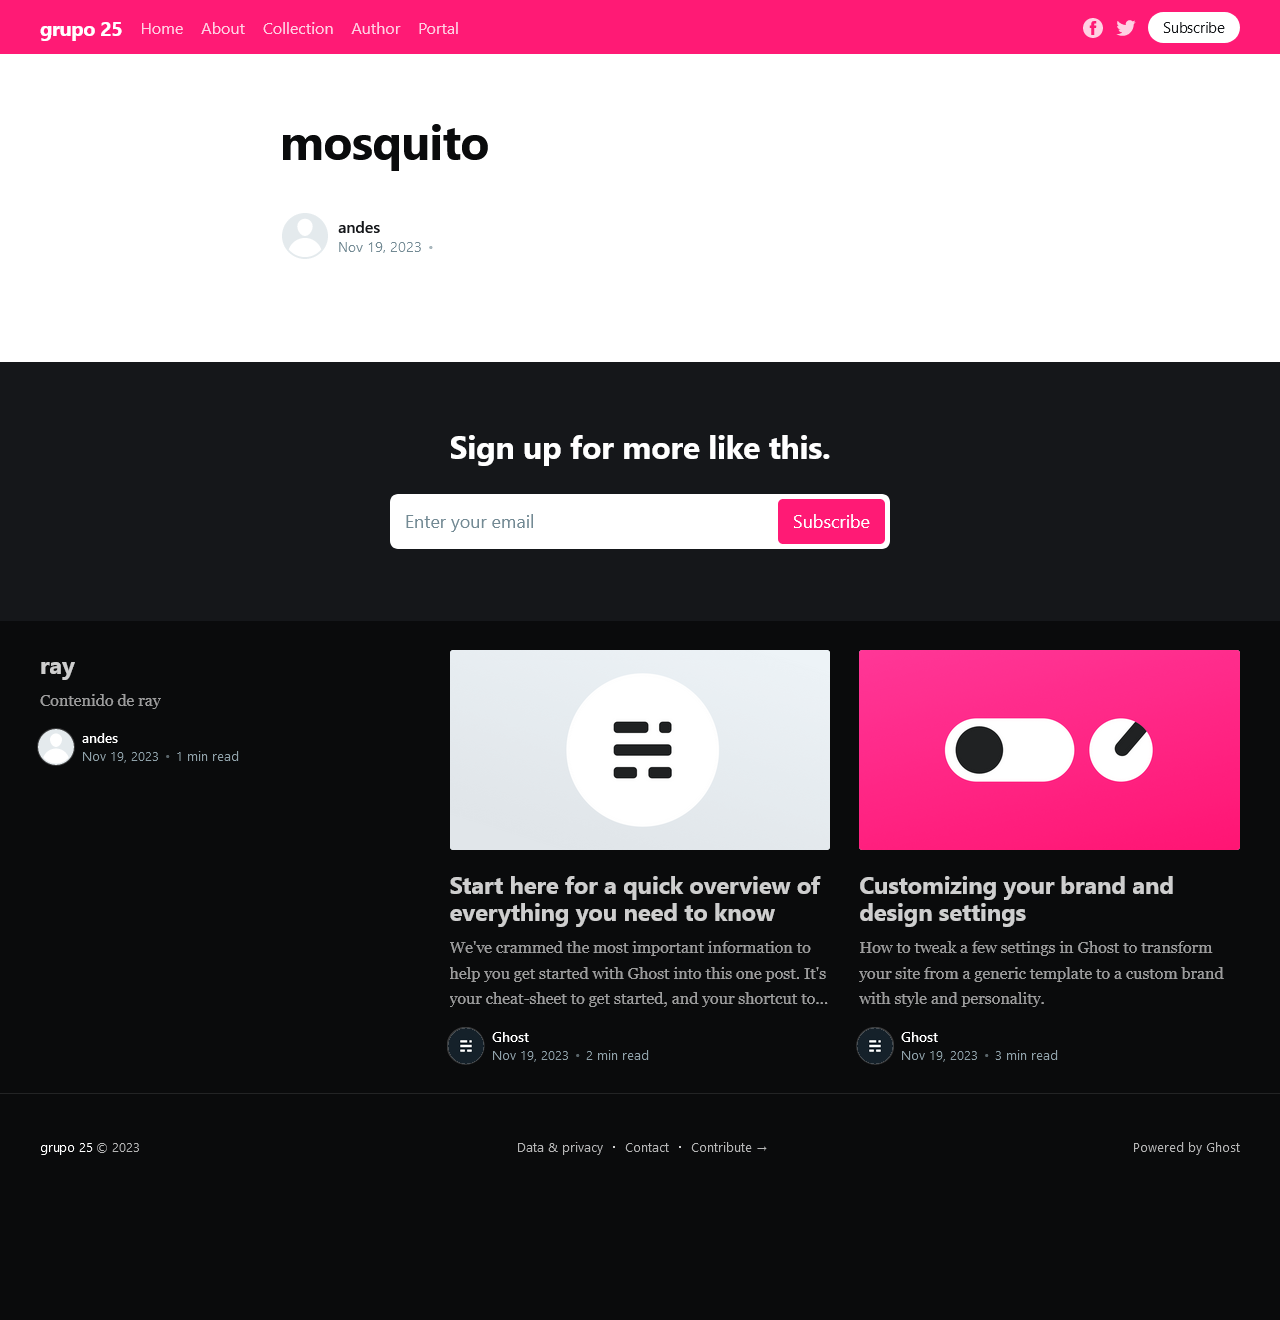 grupo 25 Home About Collection Author Portal Subscribe
mosquito
andes
Nov 19, 2023 •
Sign up for more like this.
Enter your email Subscribe
ray
Contenido de ray
andes
Nov 19, 2023 • 1 min read
Start here for a quick overview of
everything you need to know
We've crammed the most important information to
help you get started with Ghost into this one post. It's
your cheat-sheet to get started, and your shortcut to...
Ghost
Nov 19, 2023 • 2 min read
Customizing your brand and
design settings
How to tweak a few settings in Ghost to transform
your site from a generic template to a custom brand
with style and personality.
Ghost
Nov 19, 2023 • 3 min read
grupo 25 © 2023
Data & privacy • Contact • Contribute →
Powered by Ghost